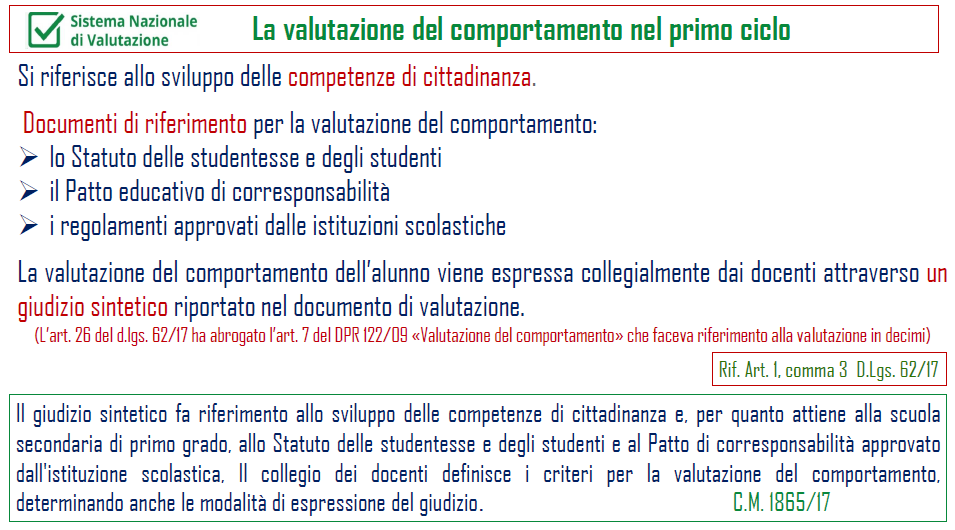 Sistema Nazionale
di Valutazione
La valutazione del comportamento nel primo ciclo
Si riferisce allo sviluppo delle competenze di cittadinanza.
Documenti di riferimento per la valutazione del comportamento:
➢ lo Statuto delle studentesse e degli studenti
➢ il Patto educativo di corresponsabilità
➢ i regolamenti approvati dalle istituzioni scolastiche
La valutazione del comportamento dell'alunno viene espressa collegialmente dai docenti attraverso un
giudizio sintetico riportato nel documento di valutazione.
(L'art. 26 del d.lgs. 62/17 ha abrogato l'art. 7 del DPR 122/09 «Valutazione del comportamento» che faceva riferimento alla valutazione in decimi)
Rif. Art. 1, comma 3 D.Lgs. 62/17
Il giudizio sintetico fa riferimento allo sviluppo delle competenze di cittadinanza e, per quanto attiene alla scuola
secondaria di primo grado, allo Statuto delle studentesse e degli studenti e al Patto di corresponsabilità approvato
dall'istituzione scolastica, Il collegio dei docenti definisce i criteri per la valutazione del comportamento,
determinando anche le modalità di espressione del giudizio. C.M. 1865/17